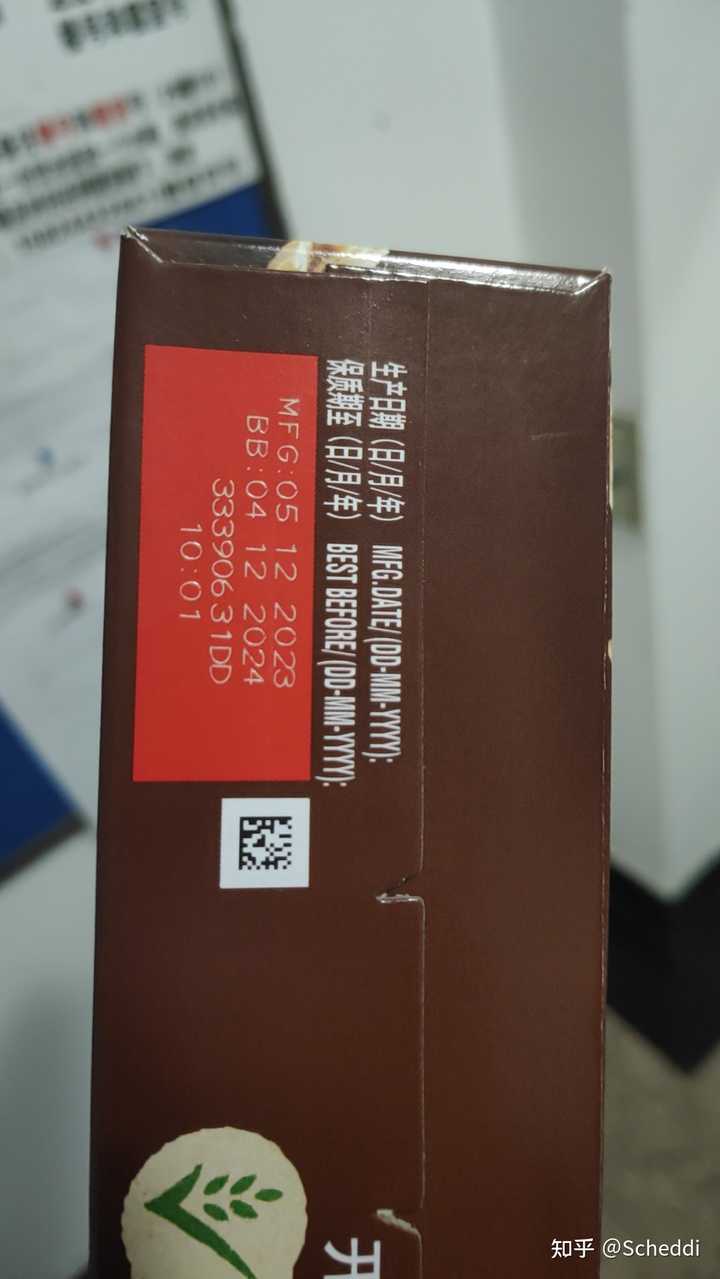 生产日期 (日/月/年) MFG.DATE/(DD-MM-YYYY):
保质期至 (日/月/年) BEST BEFORE/(DD-MM-YYYY):
MFG:05 12 2023
BB:04 12 2024
33390631DD
10:01
开
知乎 @Scheddi